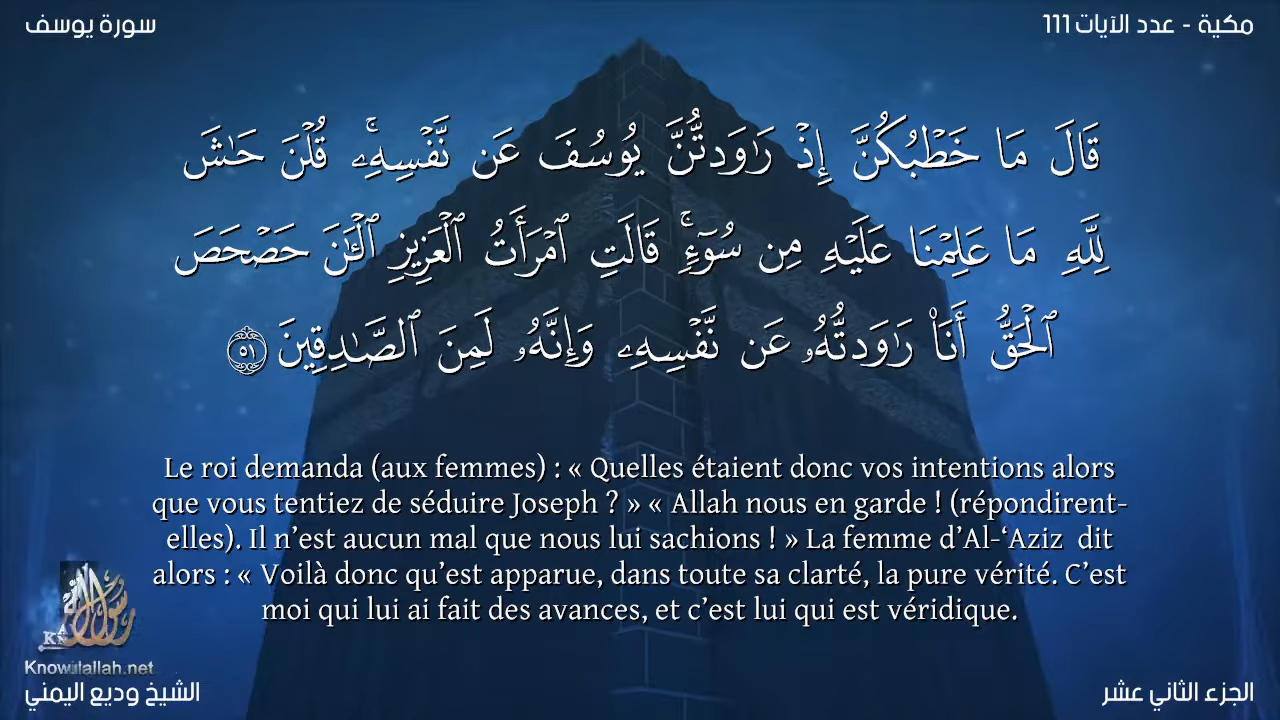 مكية - عدد الآيات 111
سورة يوسف
قَالَ مَا خَطْبُكُنَّ إِذْ رَٰوَدتُّنَّ يُوسُفَ عَن نَّفْسِهِۦ ۚ قُلْنَ حَـٰشَ
لِلَّهِ مَا عَلِمْنَا عَلَيْهِ مِن سُوٓءٍ ۚ قَالَتِ ٱمْرَأَتُ ٱلْعَزِيزِ ٱلْـَٔـٰنَ حَصْحَصَ
ٱلْحَقُّ أَنَا۠ رَٰوَدتُّهُۥ عَن نَّفْسِهِۦ وَإِنَّهُۥ لَمِنَ ٱلصَّـٰدِقِينَ ٥١
Le roi demanda (aux femmes) : « Quelles étaient donc vos intentions alors
que vous tentiez de séduire Joseph ? » « Allah nous en garde ! (répondirent-
elles). Il n’est aucun mal que nous lui sachions ! » La femme d’Al-‘Aziz dit
alors : « Voilà donc qu’est apparue, dans toute sa clarté, la pure vérité. C’est
moi qui lui ai fait des avances, et c’est lui qui est véridique.
الجزء الثاني عشر
الشيخ وديع اليمني